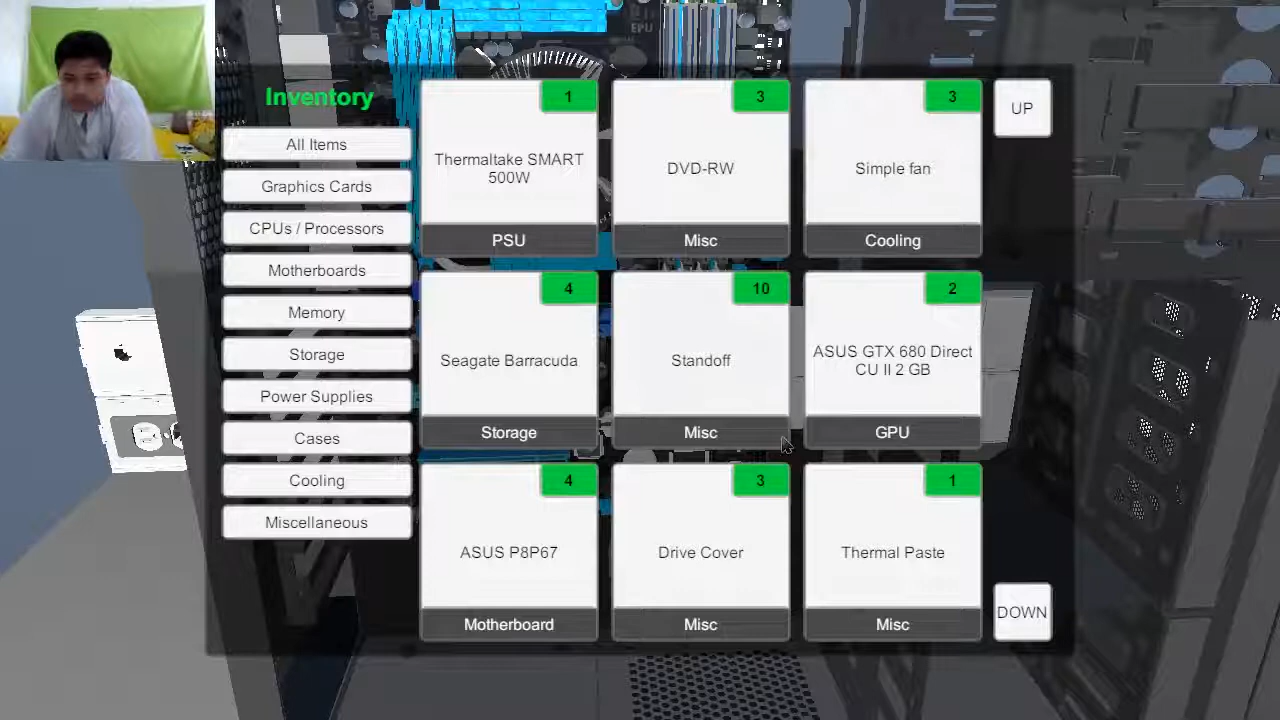 EPU
Inventory
All Items
Graphics Cards
CPUs / Processors
Motherboards
Memory
Storage
Power Supplies
Cases
Cooling
Miscellaneous
1
Thermaltake SMART
500W
PSU
3
DVD-RW
Misc
3
Simple fan
Cooling
4
Seagate Barracuda
Storage
10
Standoff
Misc
2
ASUS GTX 680 Direct
CU II 2 GB
GPU
4
ASUS P8P67
Motherboard
3
Drive Cover
Misc
1
Thermal Paste
Misc
UP
DOWN